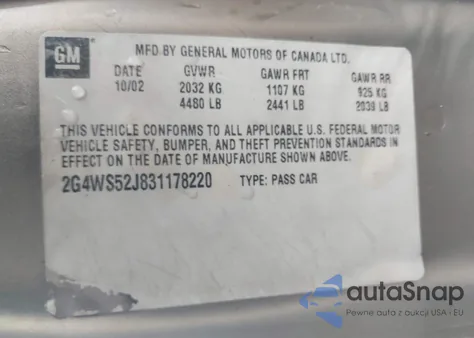 GM
MFD BY GENERAL MOTORS OF CANADA LTD.
DATE GVWR GAWR FRT GAWR RR
10/02 2032 KG 1107 KG 925 KG
4480 LB 2441 LB 2039 LB
THIS VEHICLE CONFORMS TO ALL APPLICABLE U.S. FEDERAL MOTOR
VEHICLE SAFETY, BUMPER, AND THEFT PREVENTION STANDARDS IN
EFFECT ON THE DATE OF MANUFACTURE SHOWN ABOVE.
2G4WS52J831178220 TYPE: PASS CAR
autoSnap
Pewne auta z aukcji USA i EU